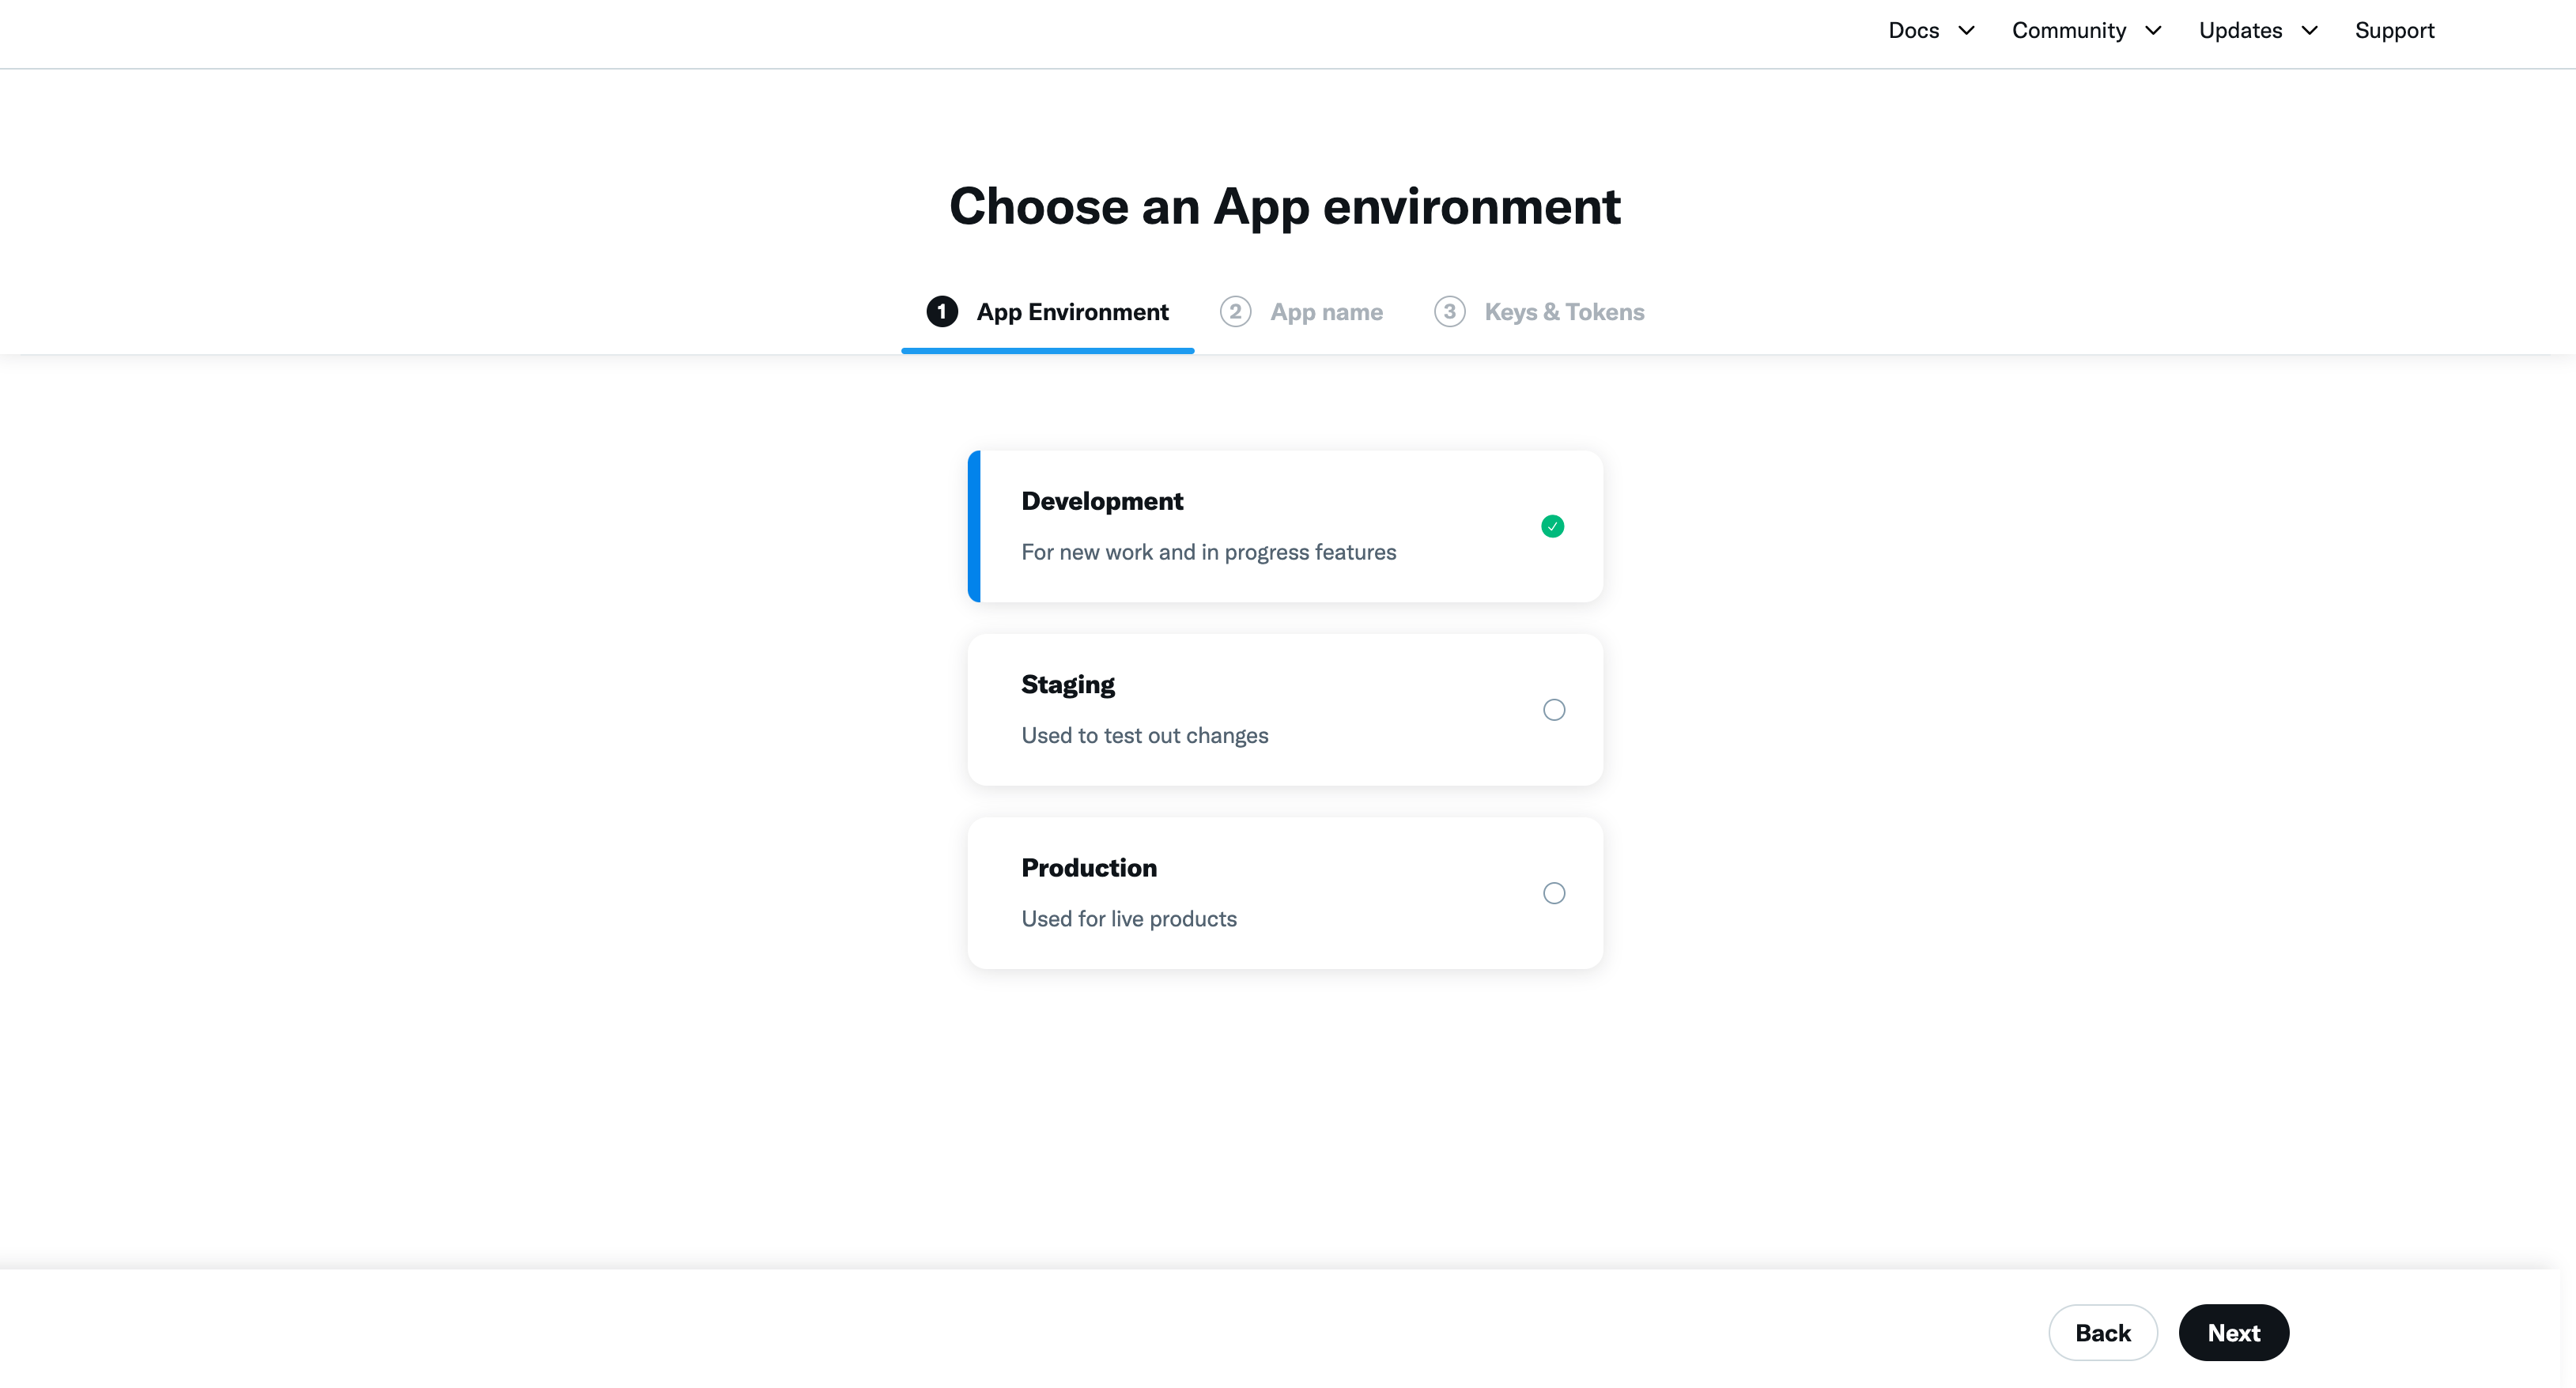 Docs Community Updates Support
Choose an App environment
1 App Environment 2 App name 3 Keys & Tokens
Development
For new work and in progress features
Staging
Used to test out changes
Production
Used for live products
Back Next